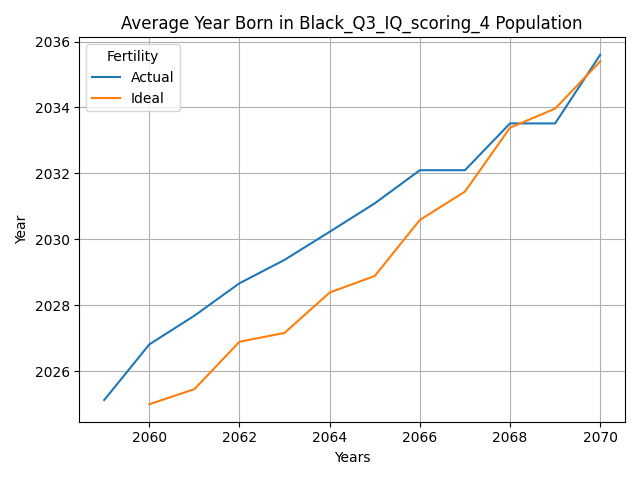 Average Year Born in Black_Q3_IQ_scoring_4 Population
Fertility
Actual
Ideal
Year
2036
2034
2032
2030
2028
2026
2060 2062 2064 2066 2068 2070
Years